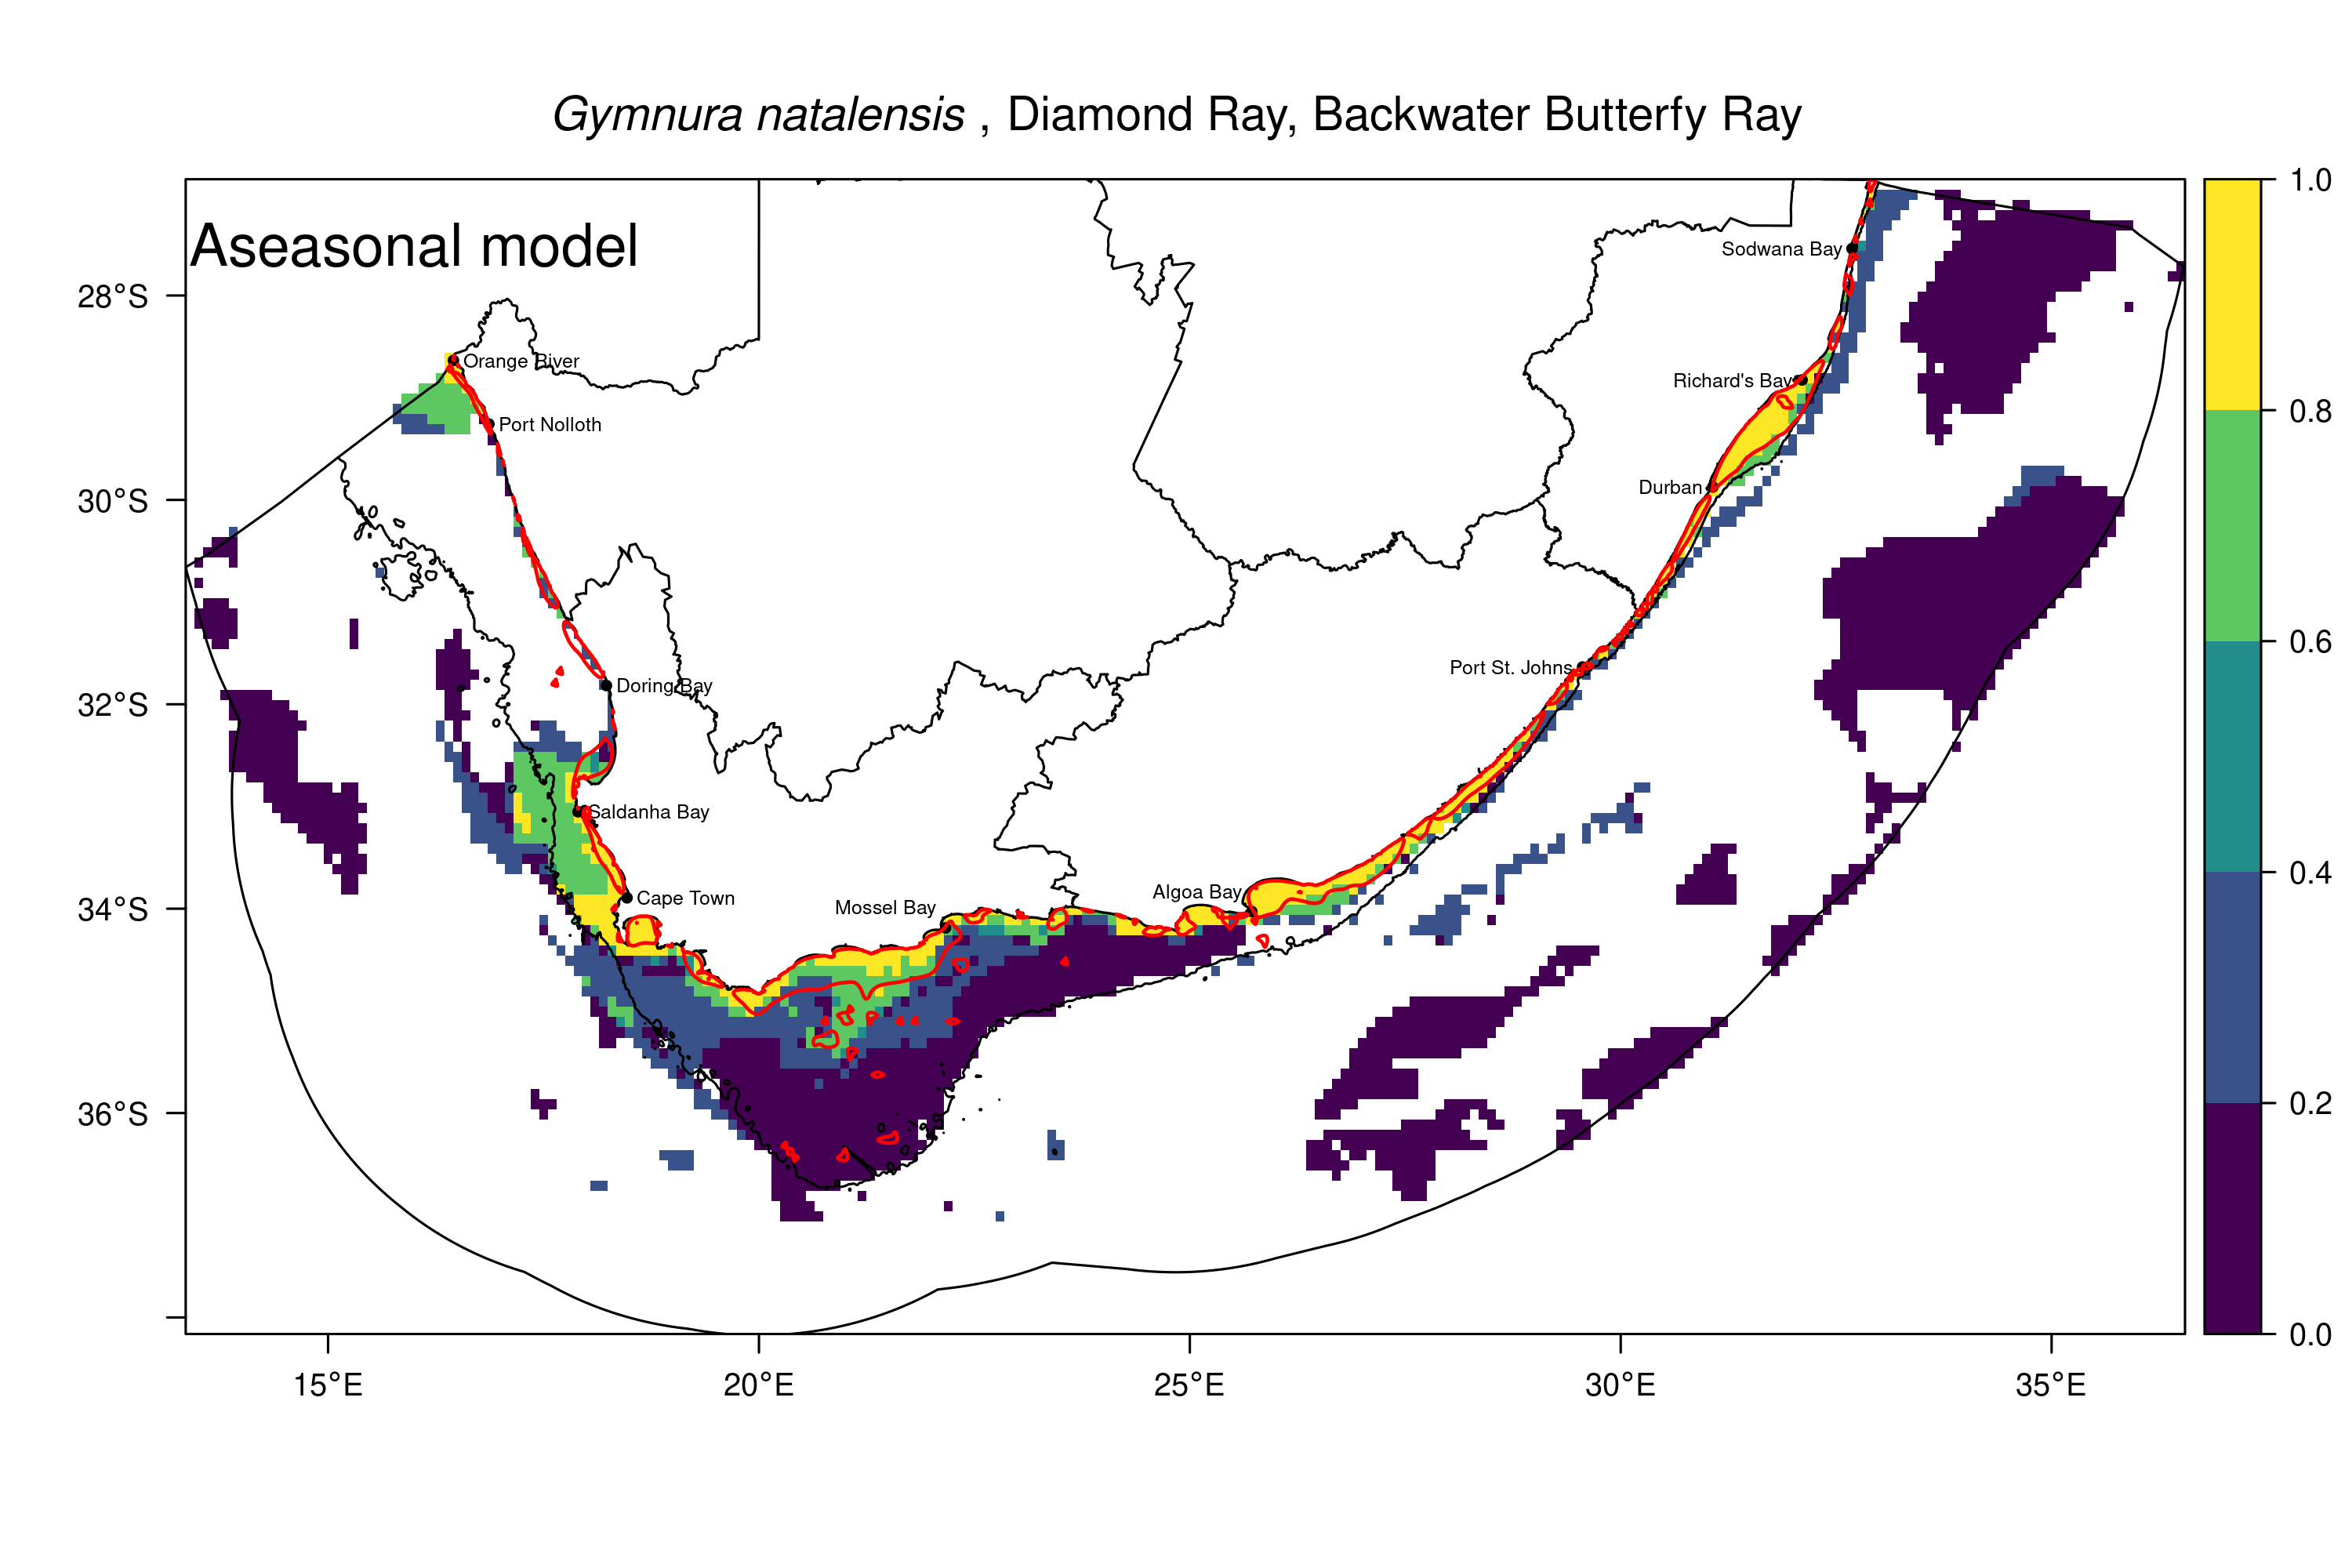 Gymnura natalensis , Diamond Ray, Backwater Butterfy Ray
Aseasonal model
1.0
0.8
0.6
0.4
0.2
0.0
28°S
30°S
32°S
34°S
36°S
Sodwana Bay
Orange River
Richard's Bay
Port Nolloth
Durban
Port St. Johns
Doring Bay
Saldanha Bay
Algoa Bay
Cape Town
Mossel Bay
15°E
20°E
25°E
30°E
35°E